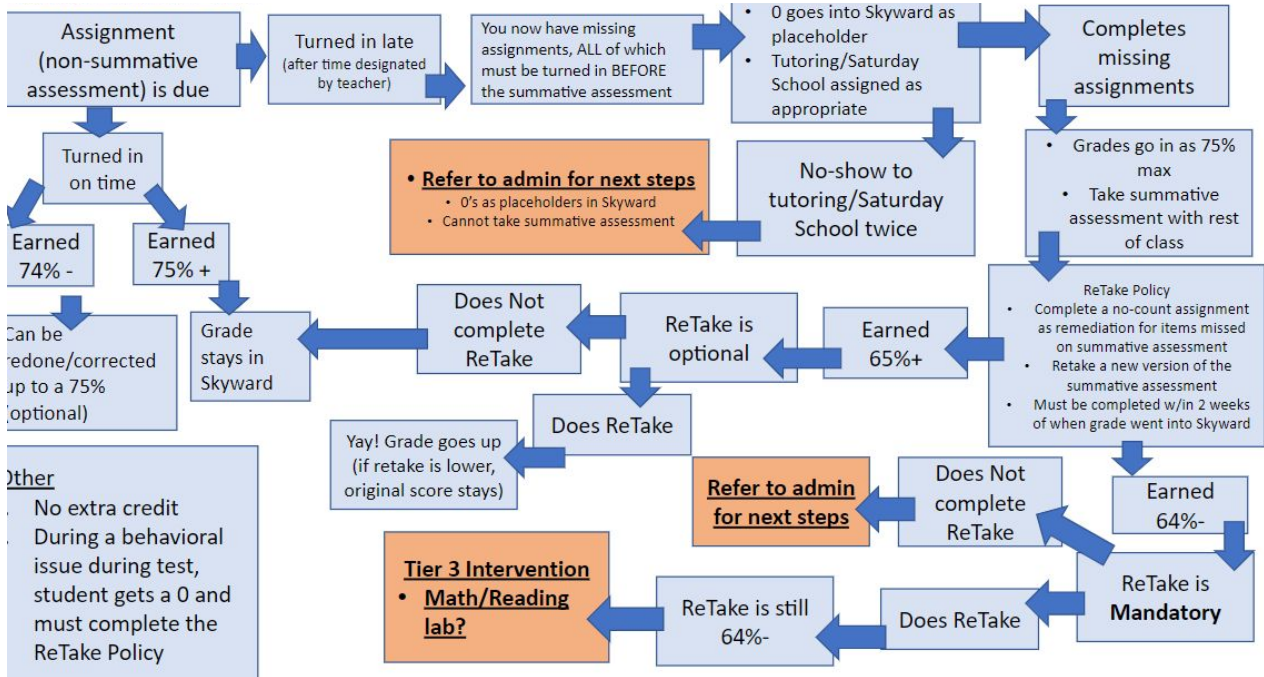 Assignment
(non-summative
assessment) is due
Turned in late
(after time designated
by teacher)
You now have missing
assignments, ALL of which
must be turned in BEFORE
the summative assessment
• 0 goes into Skyward as
placeholder
• Tutoring/Saturday
School assigned as
appropriate
Completes
missing
assignments
Turned in
on time
• Refer to admin for next steps
• 0's as placeholders in Skyward
• Cannot take summative assessment
No-show to
tutoring/Saturday
School twice
• Grades go in as 75%
max
• Take summative
assessment with rest
of class
Earned
74% -
Earned
75% +
Can be
redone/corrected
up to a 75%
(optional)
Grade
stays in
Skyward
Does Not
complete
ReTake
ReTake is
optional
Earned
65%+
ReTake Policy
• Complete a no-count assignment
as remediation for items missed
on summative assessment
• Retake a new version of the
summative assessment
• Must be completed w/in 2 weeks
of when grade went into Skyward
Does ReTake
Yay! Grade goes up
(if retake is lower,
original score stays)
Other
No extra credit
During a behavioral
issue during test,
student gets a 0 and
must complete the
ReTake Policy
Refer to admin
for next steps
Does Not
complete
ReTake
Earned
64%-
Tier 3 Intervention
• Math/Reading
lab?
ReTake is still
64%-
Does ReTake
ReTake is
Mandatory